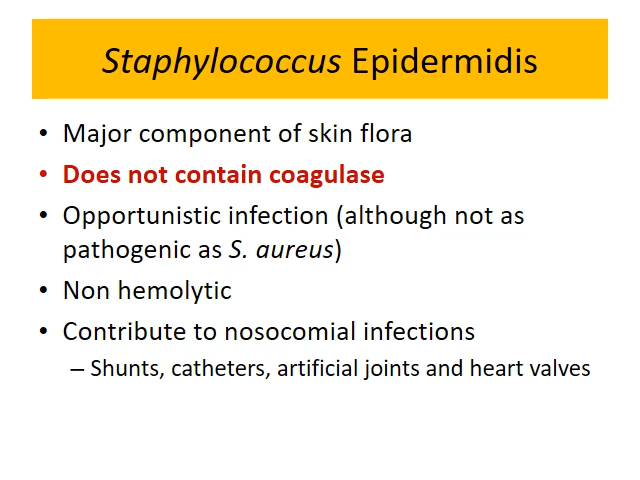 Staphylococcus Epidermidis
• Major component of skin flora
• Does not contain coagulase
• Opportunistic infection (although not as
pathogenic as S. aureus)
• Non hemolytic
• Contribute to nosocomial infections
– Shunts, catheters, artificial joints and heart valves